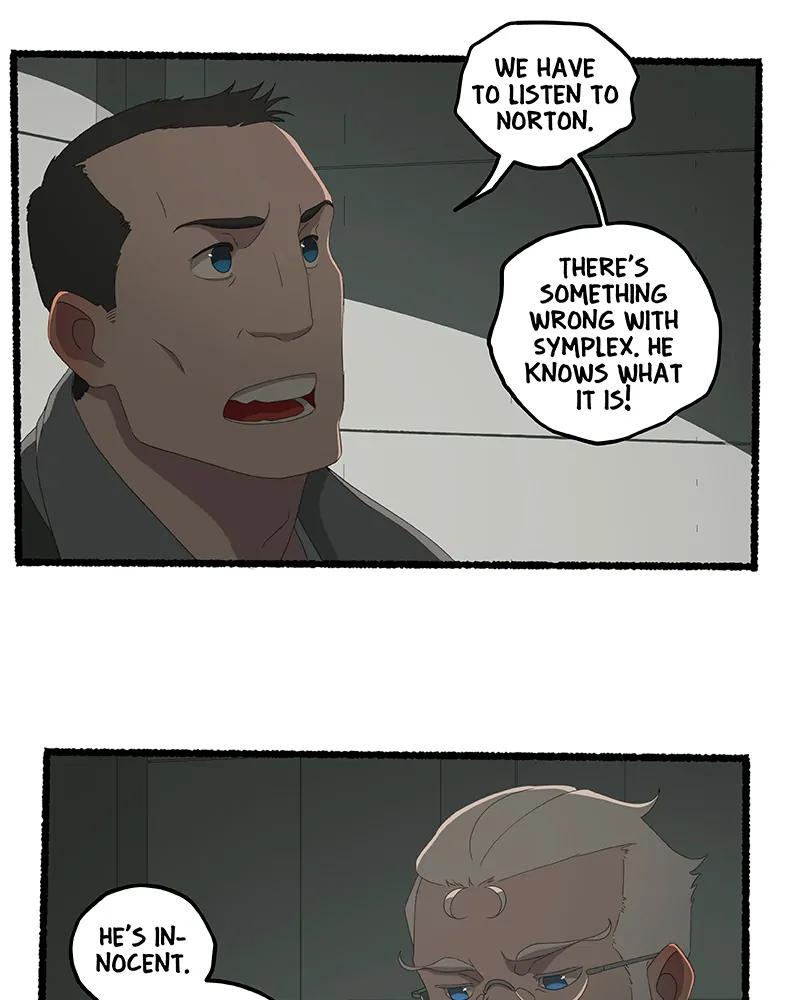 WE HAVE
TO LISTEN TO
NORTON.
THERE'S
SOMETHING
WRONG WITH
SYMPLEX. HE
KNOWS WHAT
IT IS!
HE'S IN-
NOCENT.